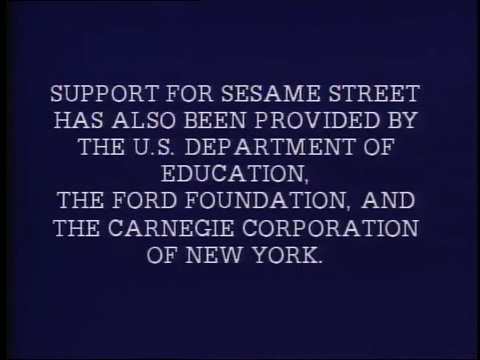 SUPPORT FOR SESAME STREET
HAS ALSO BEEN PROVIDED BY
THE U.S. DEPARTMENT OF
EDUCATION,
THE FORD FOUNDATION, AND
THE CARNEGIE CORPORATION
OF NEW YORK.